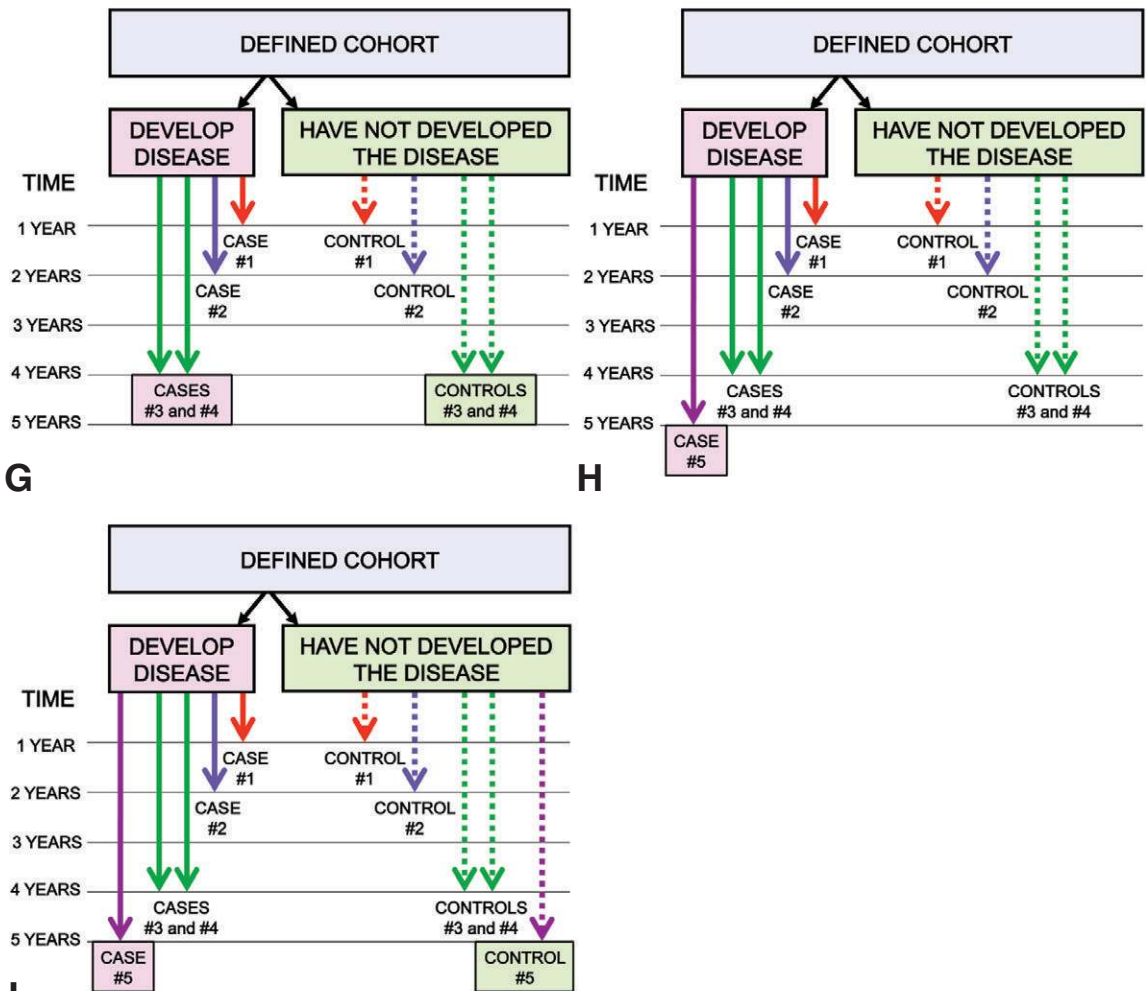 DEFINED COHORT
DEVELOP
DISEASE
HAVE NOT DEVELOPED
THE DISEASE
TIME
1 YEAR
CASE
#1
CONTROL
#1
2 YEARS
CASE
#2
CONTROL
#2
3 YEARS
4 YEARS
CASES
#3 and #4
CONTROLS
#3 and #4
5 YEARS
G
DEFINED COHORT
DEVELOP
DISEASE
HAVE NOT DEVELOPED
THE DISEASE
TIME
1 YEAR
CASE
#1
CONTROL
#1
2 YEARS
CASE
#2
CONTROL
#2
3 YEARS
4 YEARS
CASES
#3 and #4
CONTROLS
#3 and #4
5 YEARS
CASE
#5
H
DEFINED COHORT
DEVELOP
DISEASE
HAVE NOT DEVELOPED
THE DISEASE
TIME
1 YEAR
CASE
#1
CONTROL
#1
2 YEARS
CASE
#2
CONTROL
#2
3 YEARS
4 YEARS
CASES
#3 and #4
CONTROLS
#3 and #4
5 YEARS
CASE
#5
CONTROL
#5